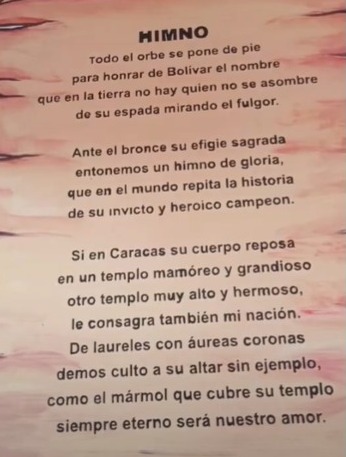 HIMNO
Todo el orbe se pone de pie
para honrar de Bolívar el nombre
que en la tierra no hay quien no se asombre
de su espada mirando el fulgor.
Ante el bronce su efigie sagrada
entonemos un himno de gloria,
que en el mundo repita la historia
de su invicto y heroico campeon.
Si en Caracas su cuerpo reposa
en un templo mamóreo y grandioso
otro templo muy alto y hermoso,
le consagra también mi nación.
De laureles con áureas coronas
demos culto a su altar sin ejemplo,
como el mármol que cubre su templo
siempre eterno será nuestro amor.